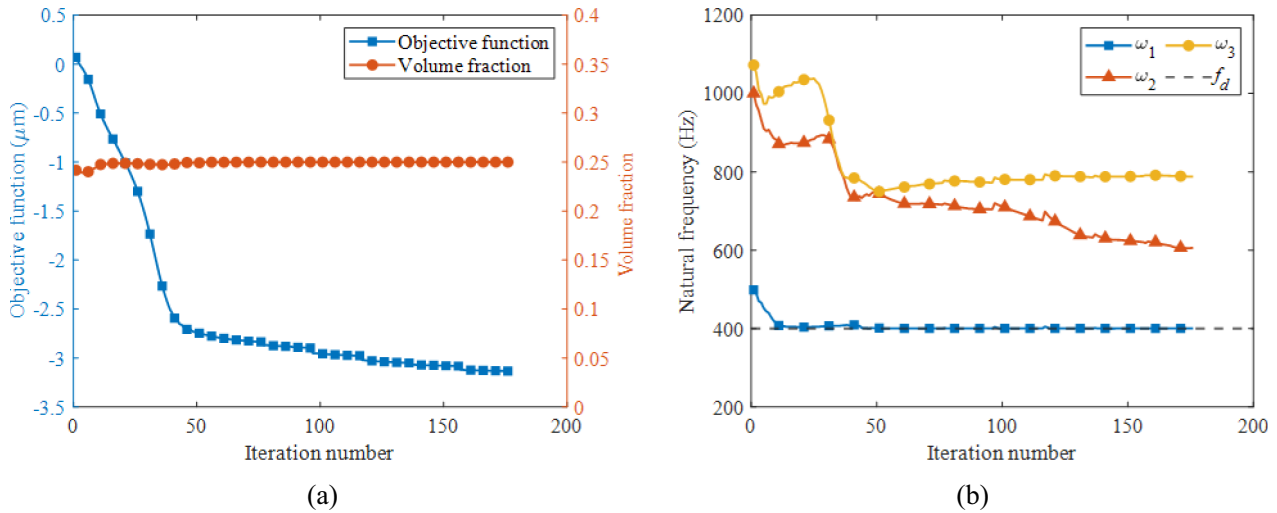 0.5
0
-0.5
-1
-1.5
-2
-2.5
-3
-3.5
Objective function (μm)
Objective function
Volume fraction
0.4
0.35
0.3
0.25
0.2
0.15
0.1
0.05
0
Volume fraction
0 50 100 150 200
Iteration number
(a)
1200
1000
800
600
400
200
Natural frequency (Hz)
ω1 ω3
ω2 fd
0 50 100 150 200
Iteration number
(b)